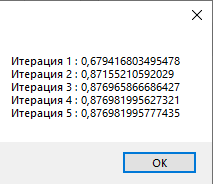 Итерация 1 : 0,679416803495478
Итерация 2 : 0,87155210592029
Итерация 3 : 0,876965866686427
Итерация 4 : 0,876981995627321
Итерация 5 : 0,876981995777435
OK